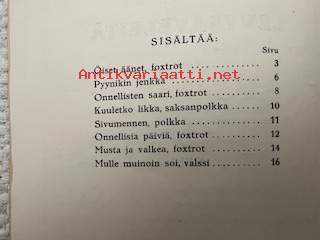 SISÄLTÄÄ:
Sivu
Öiset äänet, foxtrot . . . . . . . . . . . . . 3
Antikvariaatti.net
Pyynikin jenkka . . . . . . . . . . . . . . 6
Onnellisten saari, foxtrot . . . . . . . . 8
Kuuletko likka, saksanpolkka . . . . . . 10
Sivumennen, polkka . . . . . . . . . . . . 11
Onnellisia päiviä, foxtrot . . . . . . . . . 12
Musta ja valkea, foxtrot . . . . . . . . . . 14
Mulle muinoin soi, valssi . . . . . . . . . 16